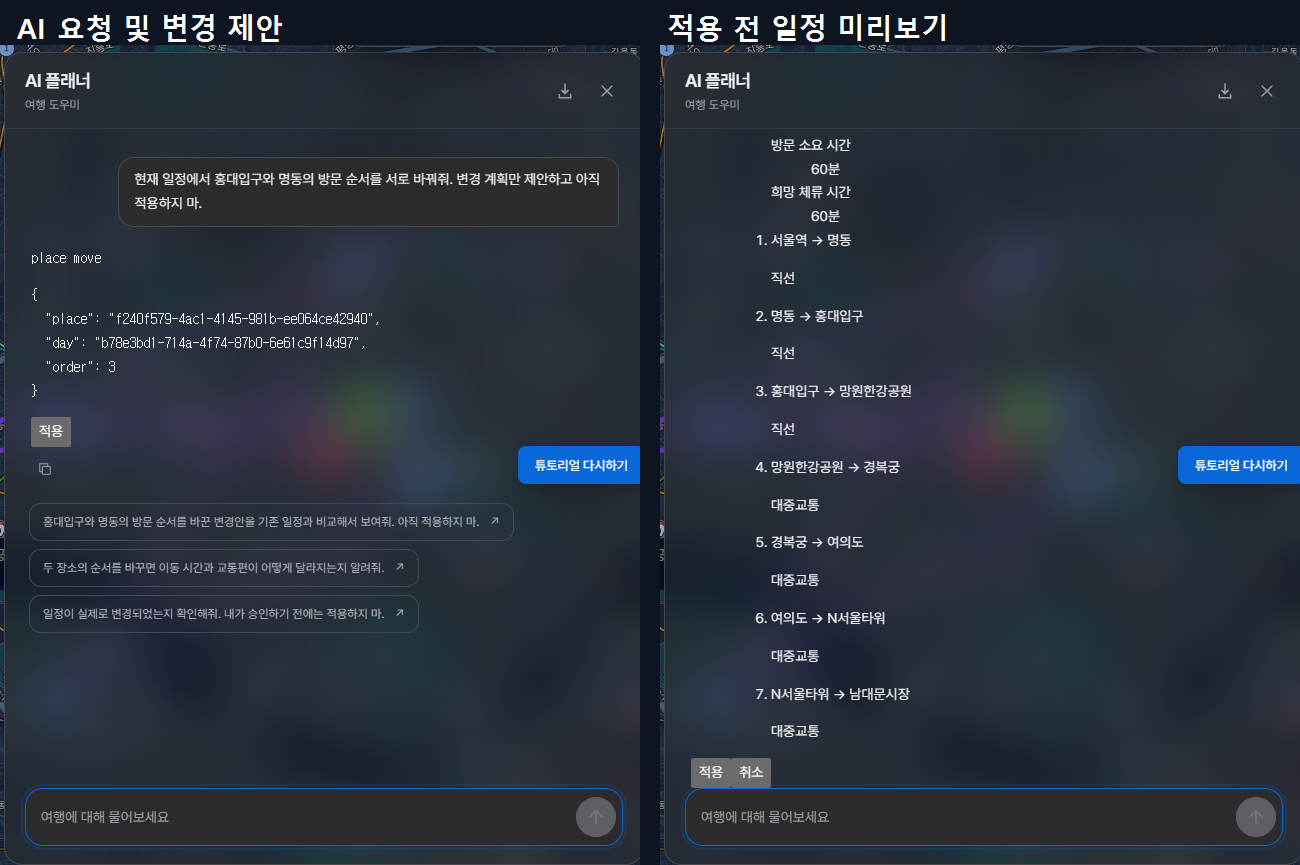 AI 요청 및 변경 제안
AI 플래너
여행 도우미
현재 일정에서 홍대입구와 명동의 방문 순서를 서로 바꿔줘. 변경 계획만 제안하고 아직
적용하지 마.
place move
{
"place": "f240f579-4ac1-4145-981b-ee064ce42940",
"day": "b78e3bd1-714a-4f74-87b0-6e61c9f14d97",
"order": 3
}
적용
튜토리얼 다시하기
홍대입구와 명동의 방문 순서를 바꾼 변경안을 기존 일정과 비교해서 보여줘. 아직 적용하지 마.
두 장소의 순서를 바꾸면 이동 시간과 교통편이 어떻게 달라지는지 알려줘.
일정이 실제로 변경되었는지 확인해줘. 내가 승인하기 전에는 적용하지 마.
여행에 대해 물어보세요
적용 전 일정 미리보기
AI 플래너
여행 도우미
방문 소요 시간
60분
희망 체류 시간
60분
1. 서울역 → 명동
직선
2. 명동 → 홍대입구
직선
3. 홍대입구 → 망원한강공원
직선
4. 망원한강공원 → 경복궁
대중교통
5. 경복궁 → 여의도
대중교통
6. 여의도 → N서울타워
대중교통
7. N서울타워 → 남대문시장
대중교통
튜토리얼 다시하기
적용 취소
여행에 대해 물어보세요